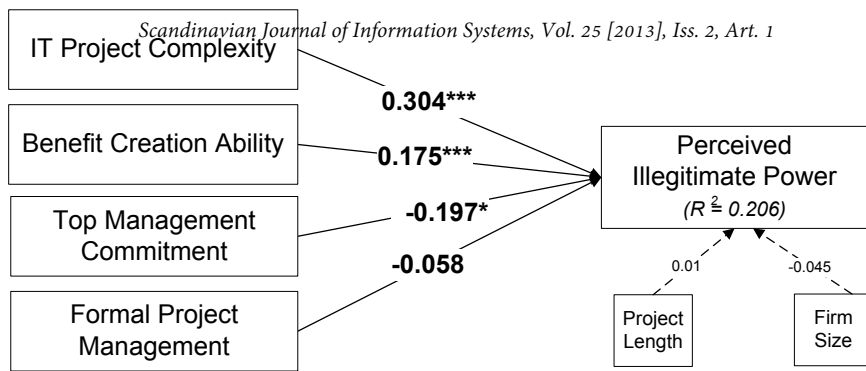 Scandinavian Journal of Information Systems, Vol. 25 [2013], Iss. 2, Art. 1
IT Project Complexity
0.304***
Benefit Creation Ability
0.175***
Top Management
Commitment
-0.197*
Formal Project
Management
-0.058
Perceived
Illegitimate Power
(R² = 0.206)
0.01
-0.045
Project
Length
Firm
Size